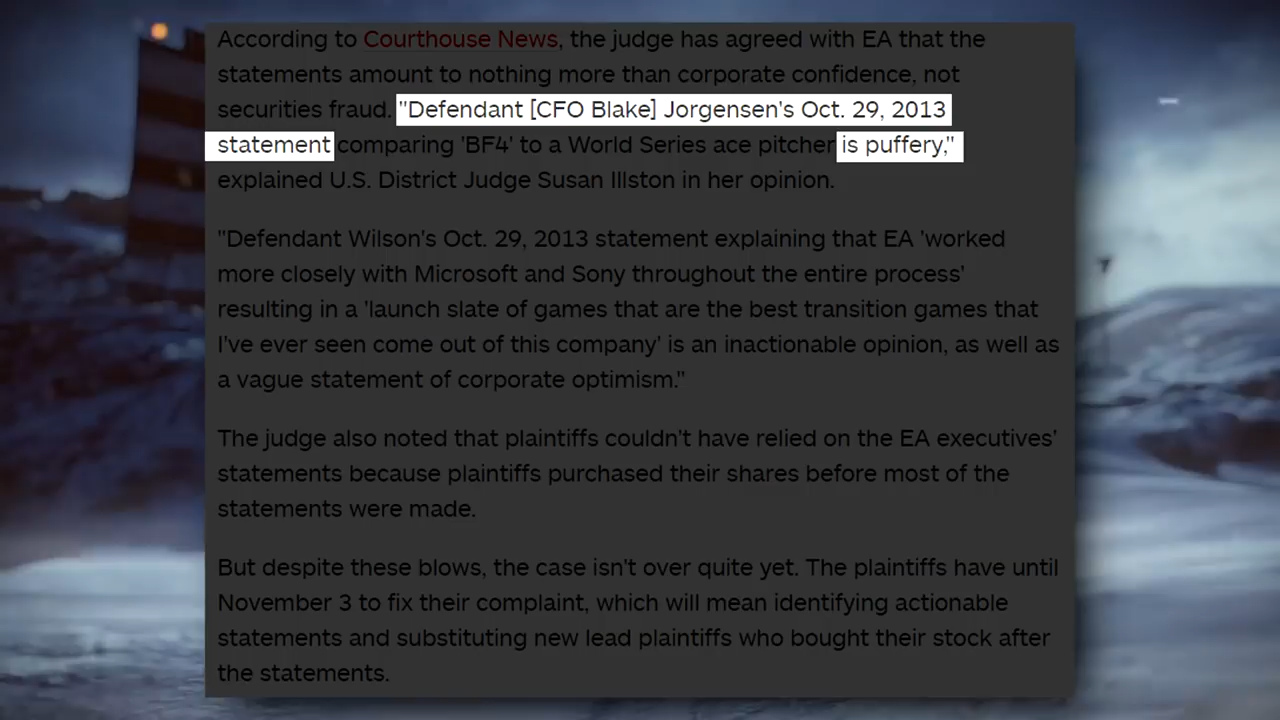 According to Courthouse News, the judge has agreed with EA that the
statements amount to nothing more than corporate confidence, not
securities fraud. "Defendant [CFO Blake] Jorgensen's Oct. 29, 2013
statement comparing 'BF4' to a World Series ace pitcher is puffery,"
explained U.S. District Judge Susan Illston in her opinion.
"Defendant Wilson's Oct. 29, 2013 statement explaining that EA 'worked
more closely with Microsoft and Sony throughout the entire process'
resulting in a 'launch slate of games that are the best transition games that
I've ever seen come out of this company' is an inactionable opinion, as well as
a vague statement of corporate optimism."
The judge also noted that plaintiffs couldn't have relied on the EA executives'
statements because plaintiffs purchased their shares before most of the
statements were made.
But despite these blows, the case isn't over quite yet. The plaintiffs have until
November 3 to fix their complaint, which will mean identifying actionable
statements and substituting new lead plaintiffs who bought their stock after
the statements.